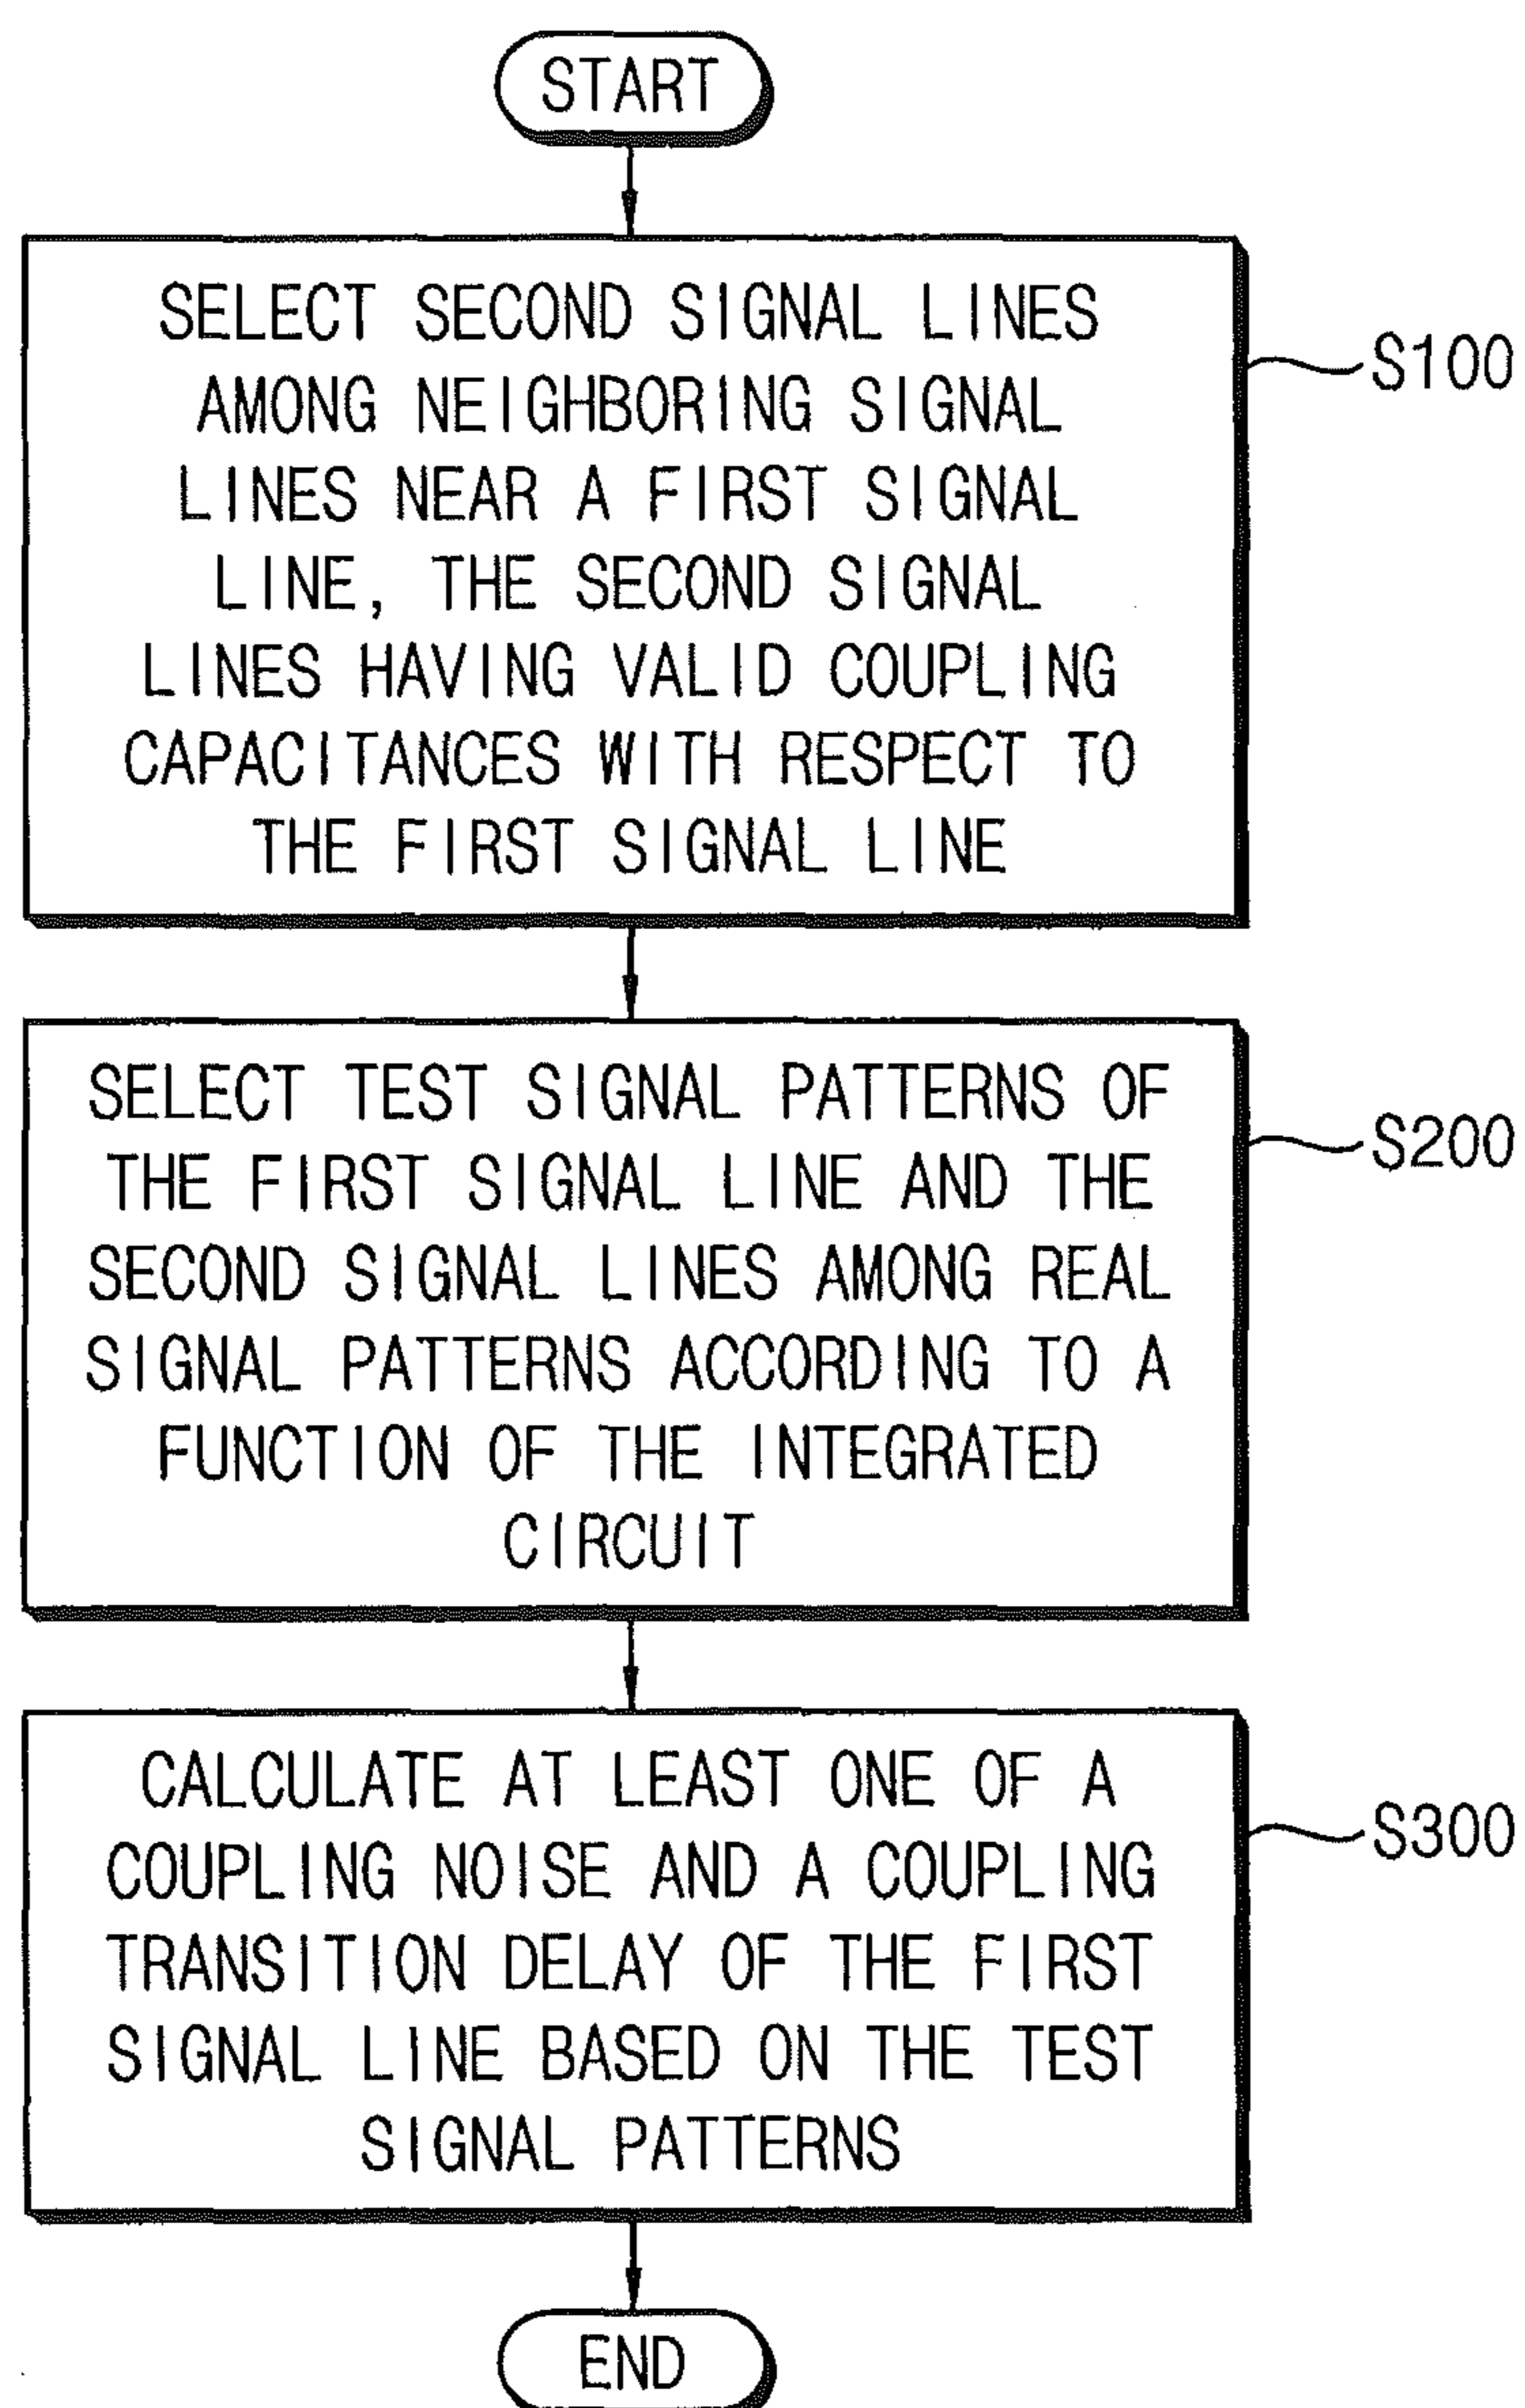 START
SELECT SECOND SIGNAL LINES
AMONG NEIGHBORING SIGNAL
LINES NEAR A FIRST SIGNAL
LINE, THE SECOND SIGNAL
LINES HAVING VALID COUPLING
CAPACITANCES WITH RESPECT TO
THE FIRST SIGNAL LINE
S100
SELECT TEST SIGNAL PATTERNS OF
THE FIRST SIGNAL LINE AND THE
SECOND SIGNAL LINES AMONG REAL
SIGNAL PATTERNS ACCORDING TO A
FUNCTION OF THE INTEGRATED
CIRCUIT
S200
CALCULATE AT LEAST ONE OF A
COUPLING NOISE AND A COUPLING
TRANSITION DELAY OF THE FIRST
SIGNAL LINE BASED ON THE TEST
SIGNAL PATTERNS
S300
END